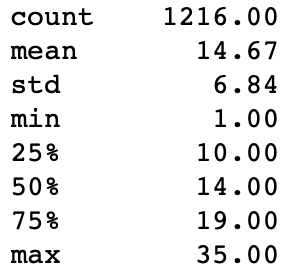 count 1216.00
mean 14.67
std 6.84
min 1.00
25% 10.00
50% 14.00
75% 19.00
max 35.00